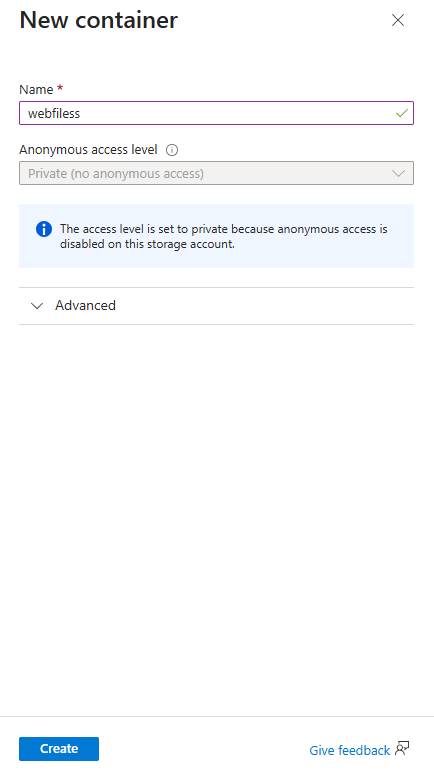 New container
Name *
webfiless
Anonymous access level
Private (no anonymous access)
The access level is set to private because anonymous access is
disabled on this storage account.
Advanced
Create
Give feedback